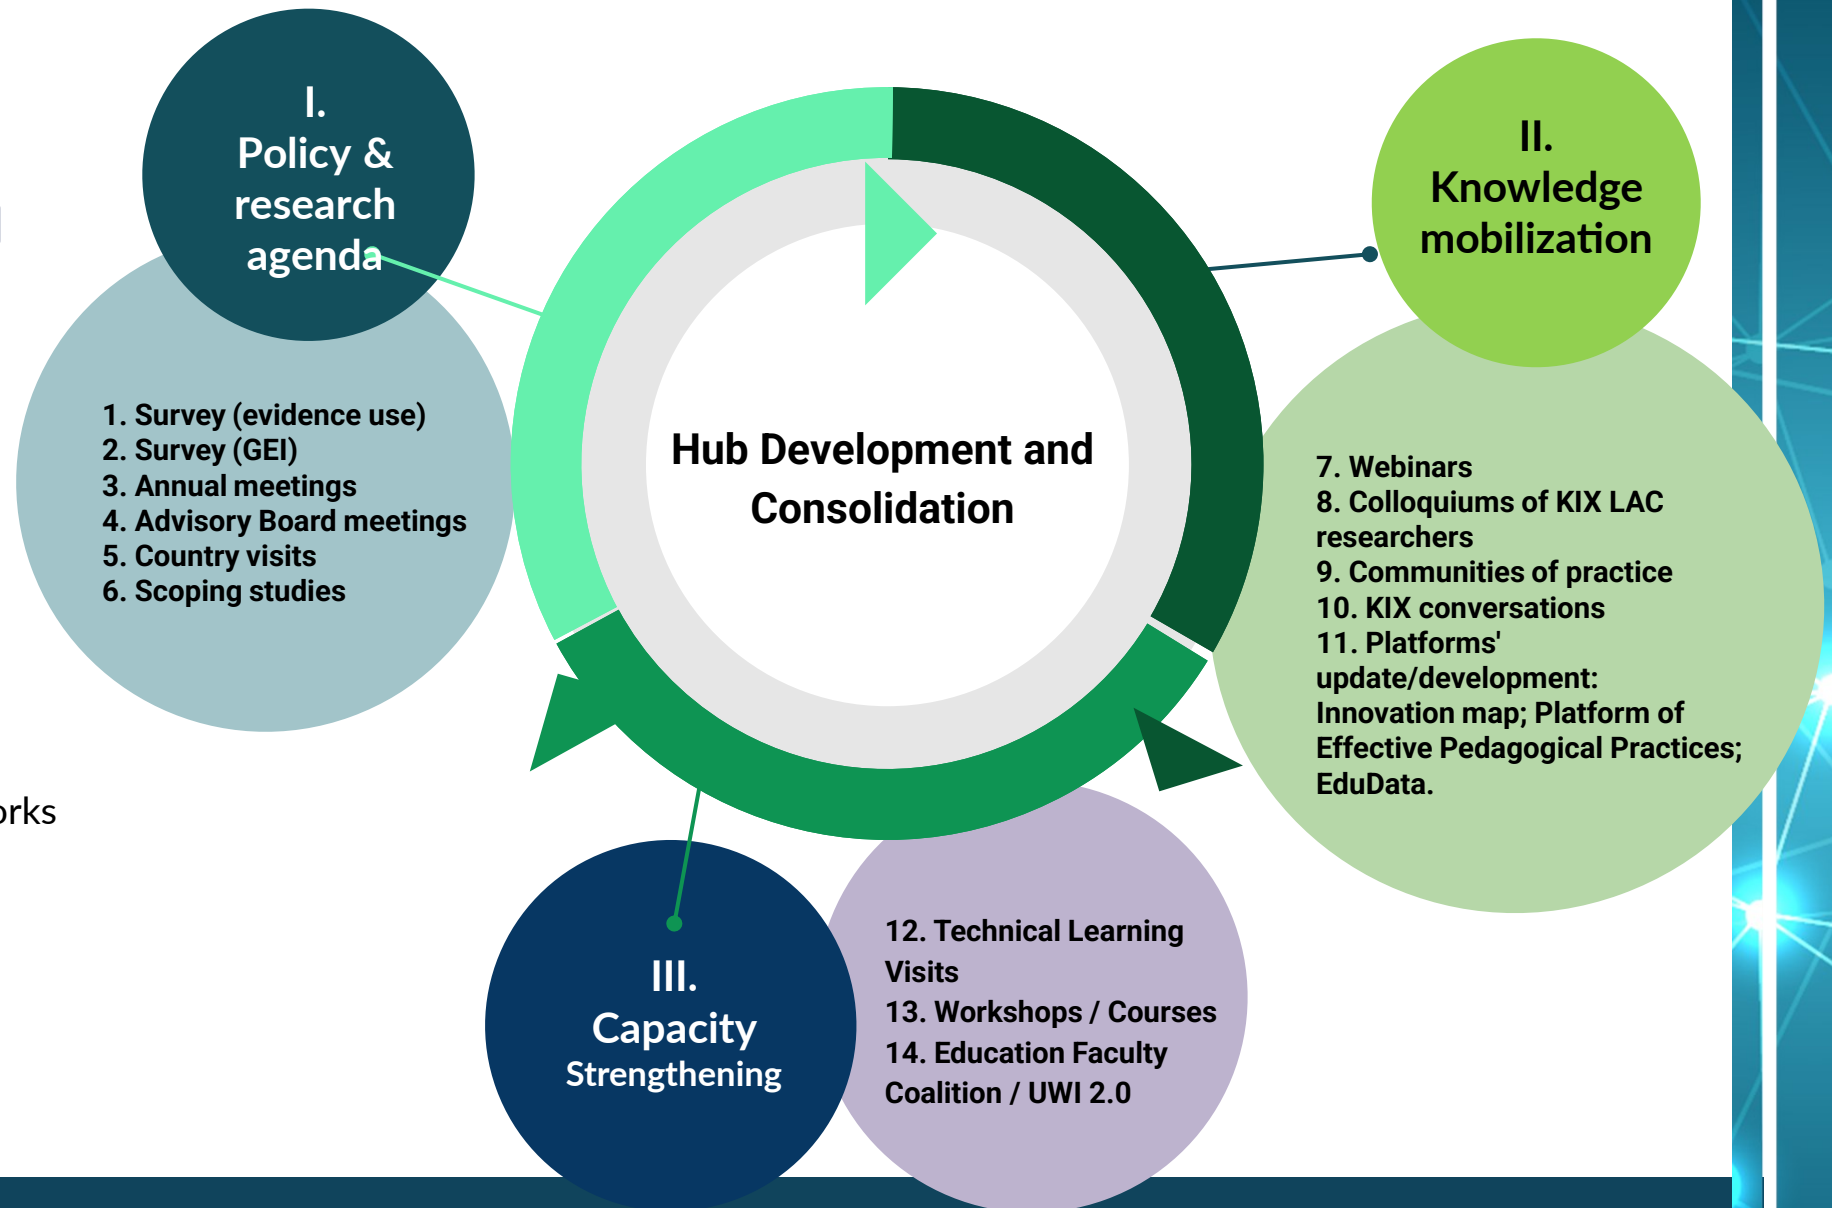 I.
Policy &
research
agenda
1. Survey (evidence use)
2. Survey (GEI)
3. Annual meetings
4. Advisory Board meetings
5. Country visits
6. Scoping studies
Hub Development and
Consolidation
II.
Knowledge
mobilization
7. Webinars
8. Colloquiums of KIX LAC
researchers
9. Communities of practice
10. KIX conversations
11. Platforms'
update/development:
Innovation map; Platform of
Effective Pedagogical Practices;
EduData.
III.
Capacity
Strengthening
12. Technical Learning
Visits
13. Workshops / Courses
14. Education Faculty
Coalition / UWI 2.0